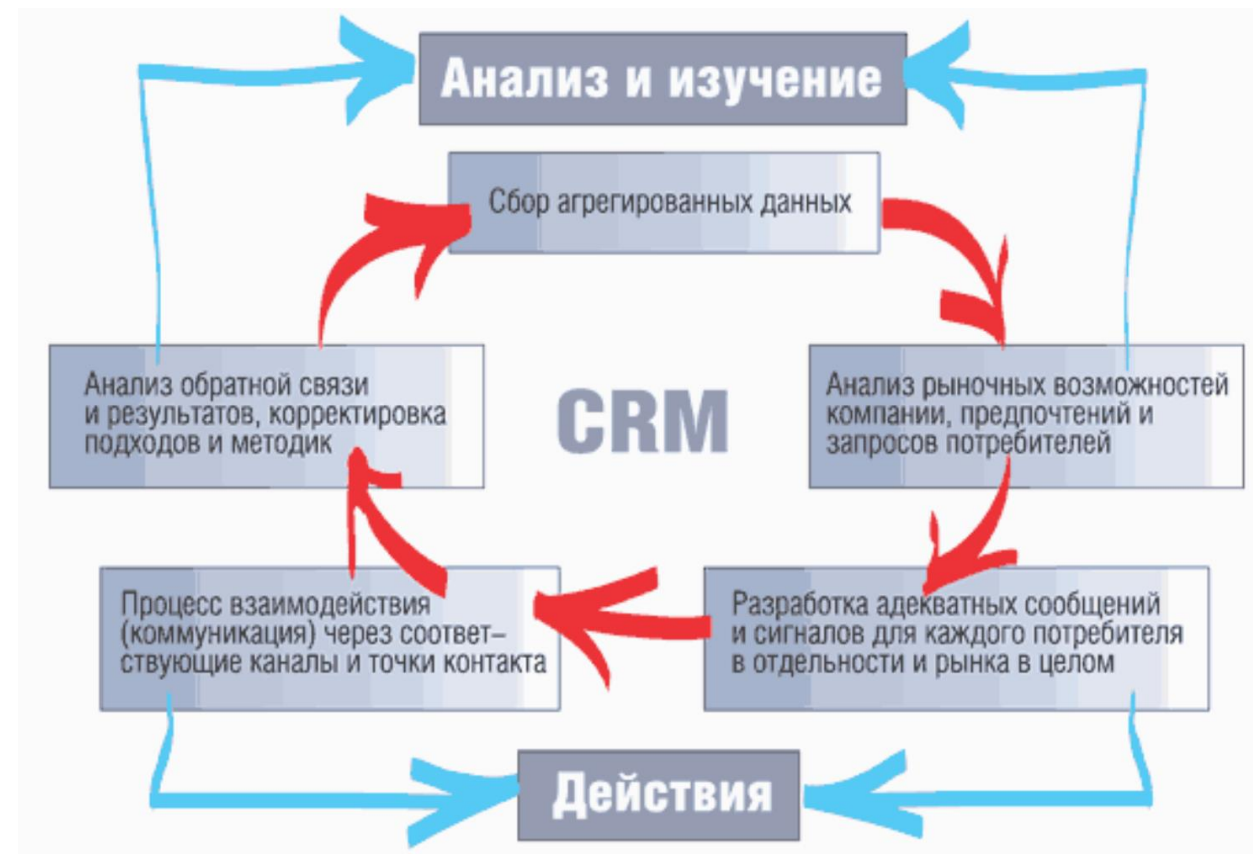 Анализ и изучение
Сбор агрегированных данных
Анализ обратной связи
и результатов, корректировка
подходов и методик
CRM
Анализ рыночных возможностей
компании, предпочтений и
запросов потребителей
Процесс взаимодействия
(коммуникация) через соответ–
ствующие каналы и точки контакта
Разработка адекватных сообщений
и сигналов для каждого потребителя
в отдельности и рынка в целом
Действия